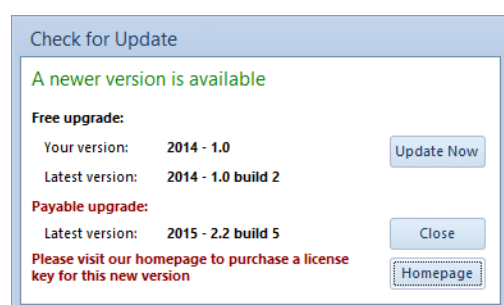 Check for Update
A newer version is available
Free upgrade:
Your version: 2014 - 1.0
Update Now
Latest version: 2014 - 1.0 build 2
Payable upgrade:
Latest version: 2015 - 2.2 build 5
Close
Please visit our homepage to purchase a license
key for this new version
Homepage